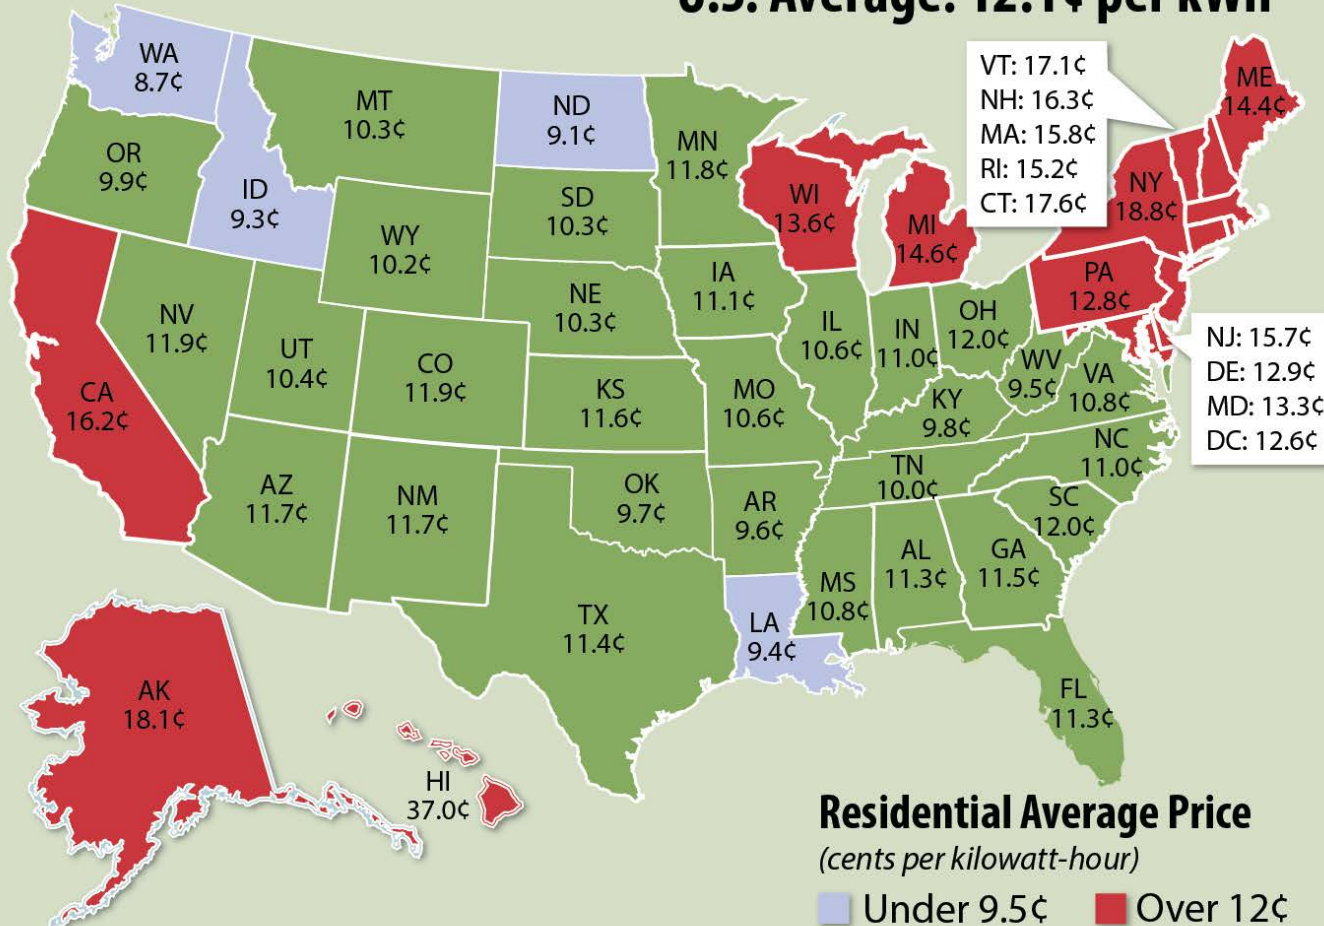 U.S. Average: 12.1¢ per kWh
WA
8.7¢
MT
10.3¢
ND
9.1¢
MN
11.8¢
VT: 17.1¢
NH: 16.3¢
MA: 15.8¢
RI: 15.2¢
CT: 17.6¢
ME
14.4¢
OR
9.9¢
ID
9.3¢
WY
10.2¢
SD
10.3¢
WI
13.6¢
MI
14.6¢
NY
18.8¢
NV
11.9¢
UT
10.4¢
CO
11.9¢
NE
10.3¢
IA
11.1¢
IL
10.6¢
IN
11.0¢
OH
12.0¢
PA
12.8¢
NJ: 15.7¢
DE: 12.9¢
MD: 13.3¢
DC: 12.6¢
CA
16.2¢
KS
11.6¢
MO
10.6¢
KY
9.8¢
WV
9.5¢
VA
10.8¢
AZ
11.7¢
NM
11.7¢
OK
9.7¢
AR
9.6¢
TN
10.0¢
NC
11.0¢
SC
12.0¢
TX
11.4¢
LA
9.4¢
MS
10.8¢
AL
11.3¢
GA
11.5¢
FL
11.3¢
AK
18.1¢
HI
37.0¢
Residential Average Price
(cents per kilowatt-hour)
Under 9.5¢
Over 12¢